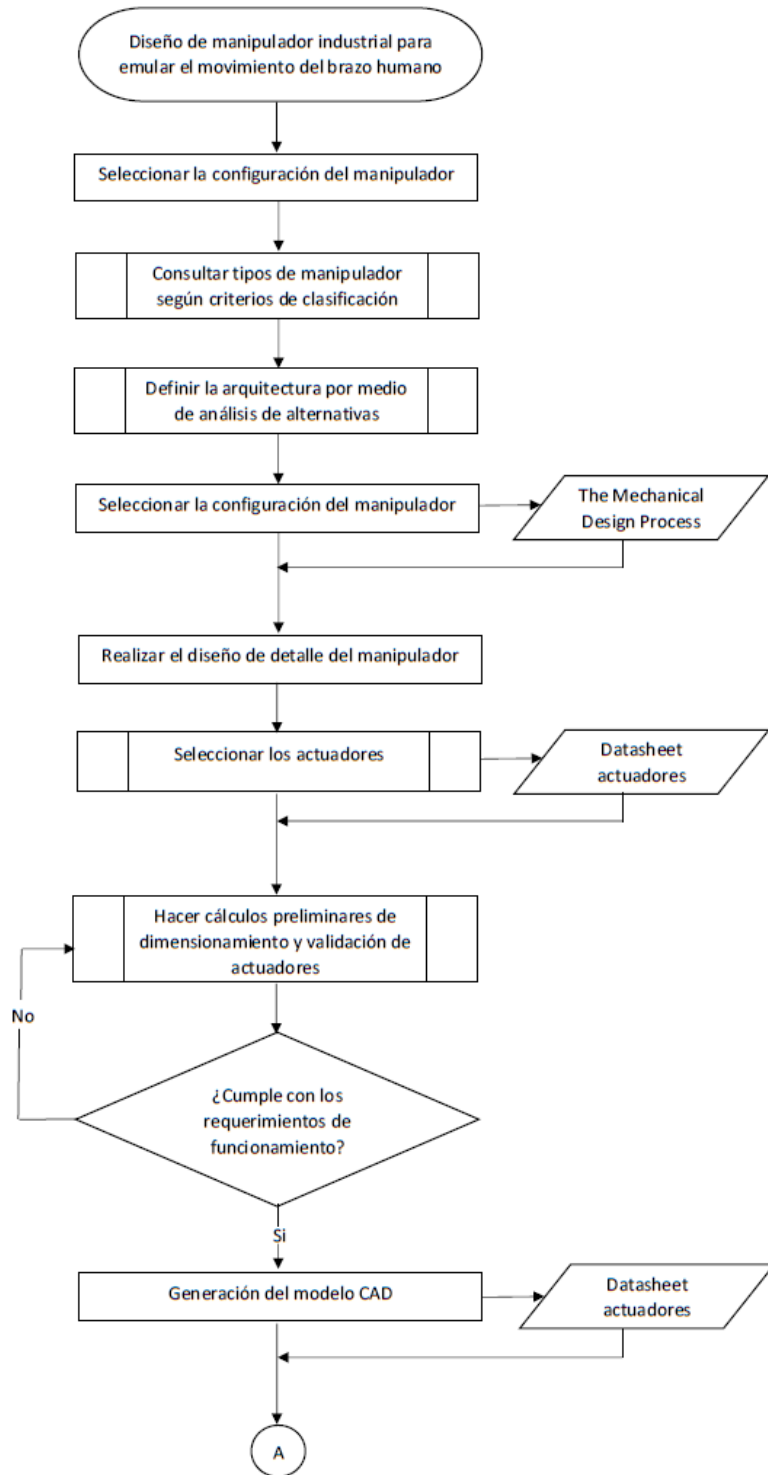 Diseño de manipulador industrial para
emular el movimiento del brazo humano
Seleccionar la configuración del manipulador
Consultar tipos de manipulador
según criterios de clasificación
Definir la arquitectura por medio
de análisis de alternativas
Seleccionar la configuración del manipulador
The Mechanical
Design Process
Realizar el diseño de detalle del manipulador
Seleccionar los actuadores
Datasheet
actuadores
Hacer cálculos preliminares de
dimensionamiento y validación de
actuadores
No
¿Cumple con los
requerimientos de
funcionamiento?
Si
Generación del modelo CAD
Datasheet
actuadores
A